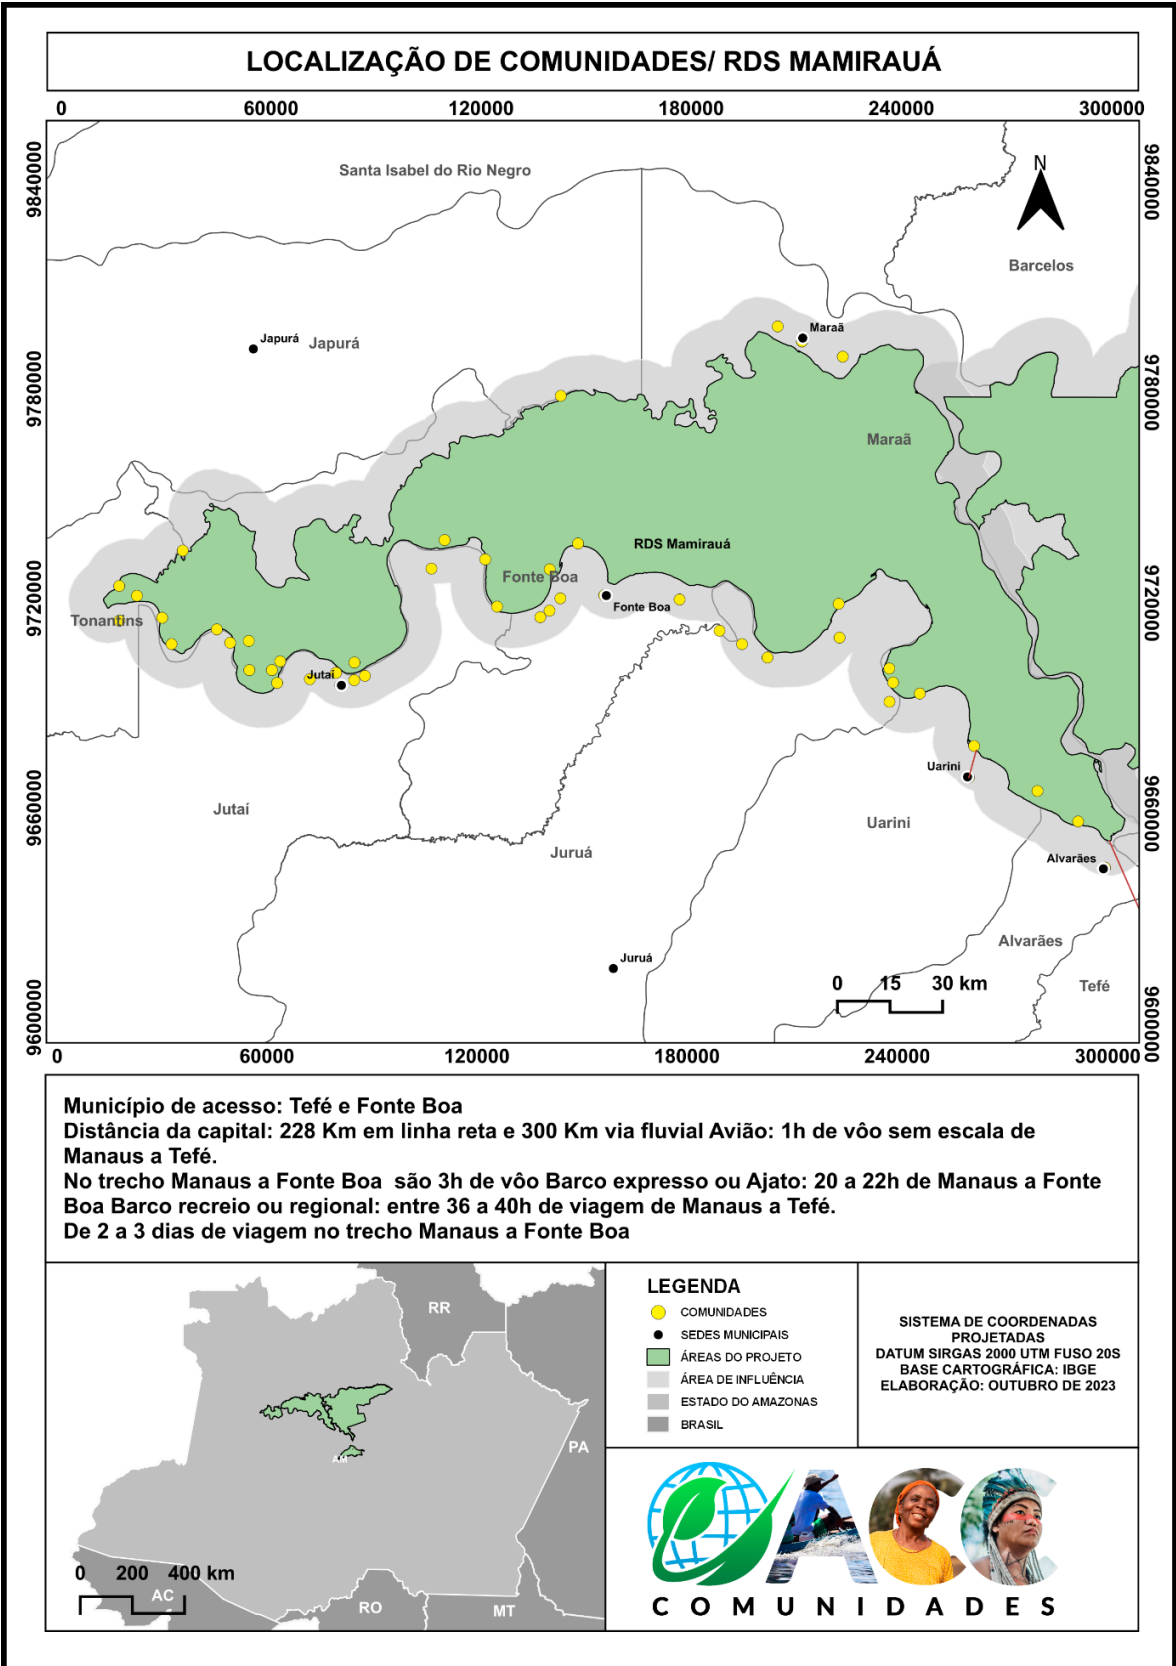 LOCALIZAÇÃO DE COMUNIDADES/ RDS MAMIRAUÁ
0 60000 120000 180000 240000 300000
9840000
9840000
Santa Isabel do Rio Negro
N
Barcelos
Maraã
Japurá
Japurá
9780000
9780000
Maraã
RDS Mamirauá
Fonte Boa
Fonte Boa
9720000
9720000
Tonantins
Jutaí
Uarini
9660000
9660000
Jutaí
Uarini
Juruá
Alvarães
Alvarães
Juruá
Tefé
0 15 30 km
9600000
9600000
0 60000 120000 180000 240000 300000
Município de acesso: Tefé e Fonte Boa
Distância da capital: 228 Km em linha reta e 300 Km via fluvial Avião: 1h de vôo sem escala de
Manaus a Tefé.
No trecho Manaus a Fonte Boa são 3h de vôo Barco expresso ou Ajato: 20 a 22h de Manaus a Fonte
Boa Barco recreio ou regional: entre 36 a 40h de viagem de Manaus a Tefé.
De 2 a 3 dias de viagem no trecho Manaus a Fonte Boa
RR
PA
AM
0 200 400 km
AC
RO
MT
LEGENDA
COMUNIDADES
SEDES MUNICIPAIS
ÁREAS DO PROJETO
ÁREA DE INFLUÊNCIA
ESTADO DO AMAZONAS
BRASIL
SISTEMA DE COORDENADAS
PROJETADAS
DATUM SIRGAS 2000 UTM FUSO 20S
BASE CARTOGRÁFICA: IBGE
ELABORAÇÃO: OUTUBRO DE 2023
ACC
COMUNIDADES